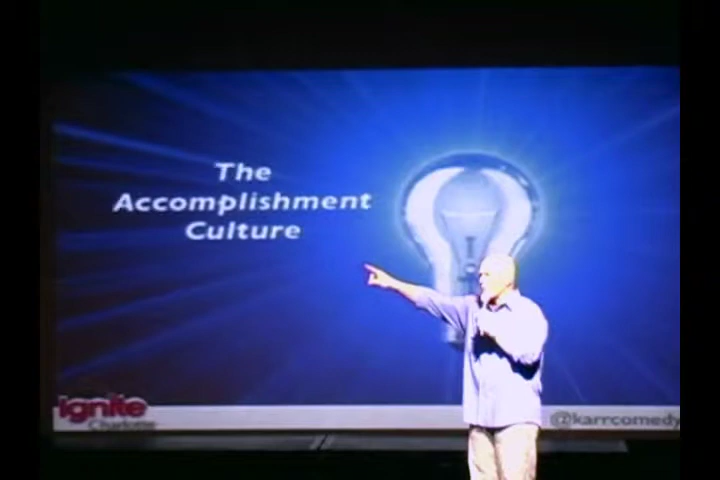 The
Accomplishment
Culture
ignite
Charlotte
@karrcomedy